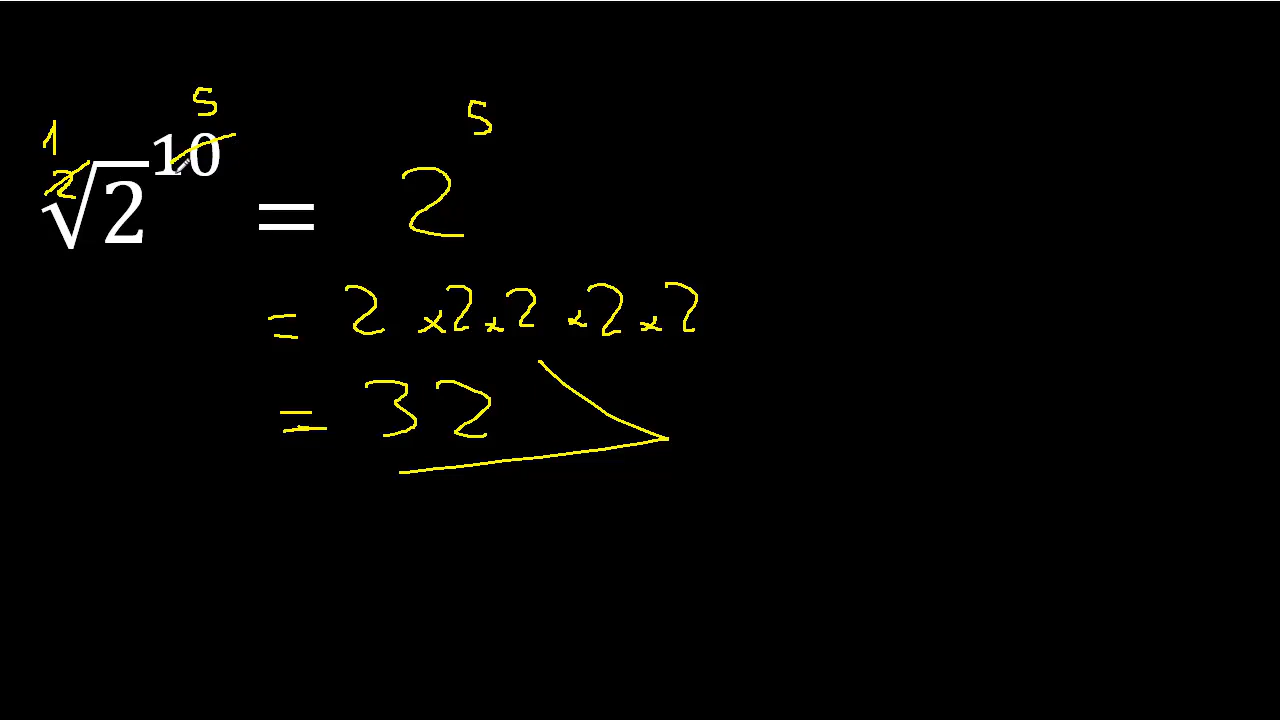 1 5 5
2√2^10 = 2
= 2 × 2 × 2 × 2 × 2
= 32